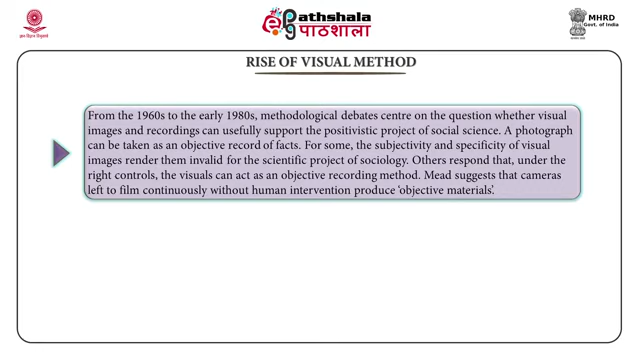 Pathshala
पाठशाला
MHRD
Govt. of India
RISE OF VISUAL METHOD
From the 1960s to the early 1980s, methodological debates centre on the question whether visual
images and recordings can usefully support the positivistic project of social science. A photograph
can be taken as an objective record of facts. For some, the subjectivity and specificity of visual
images render them invalid for the scientific project of sociology. Others respond that, under the
right controls, the visuals can act as an objective recording method. Mead suggests that cameras
left to film continuously without human intervention produce ‘objective materials’.